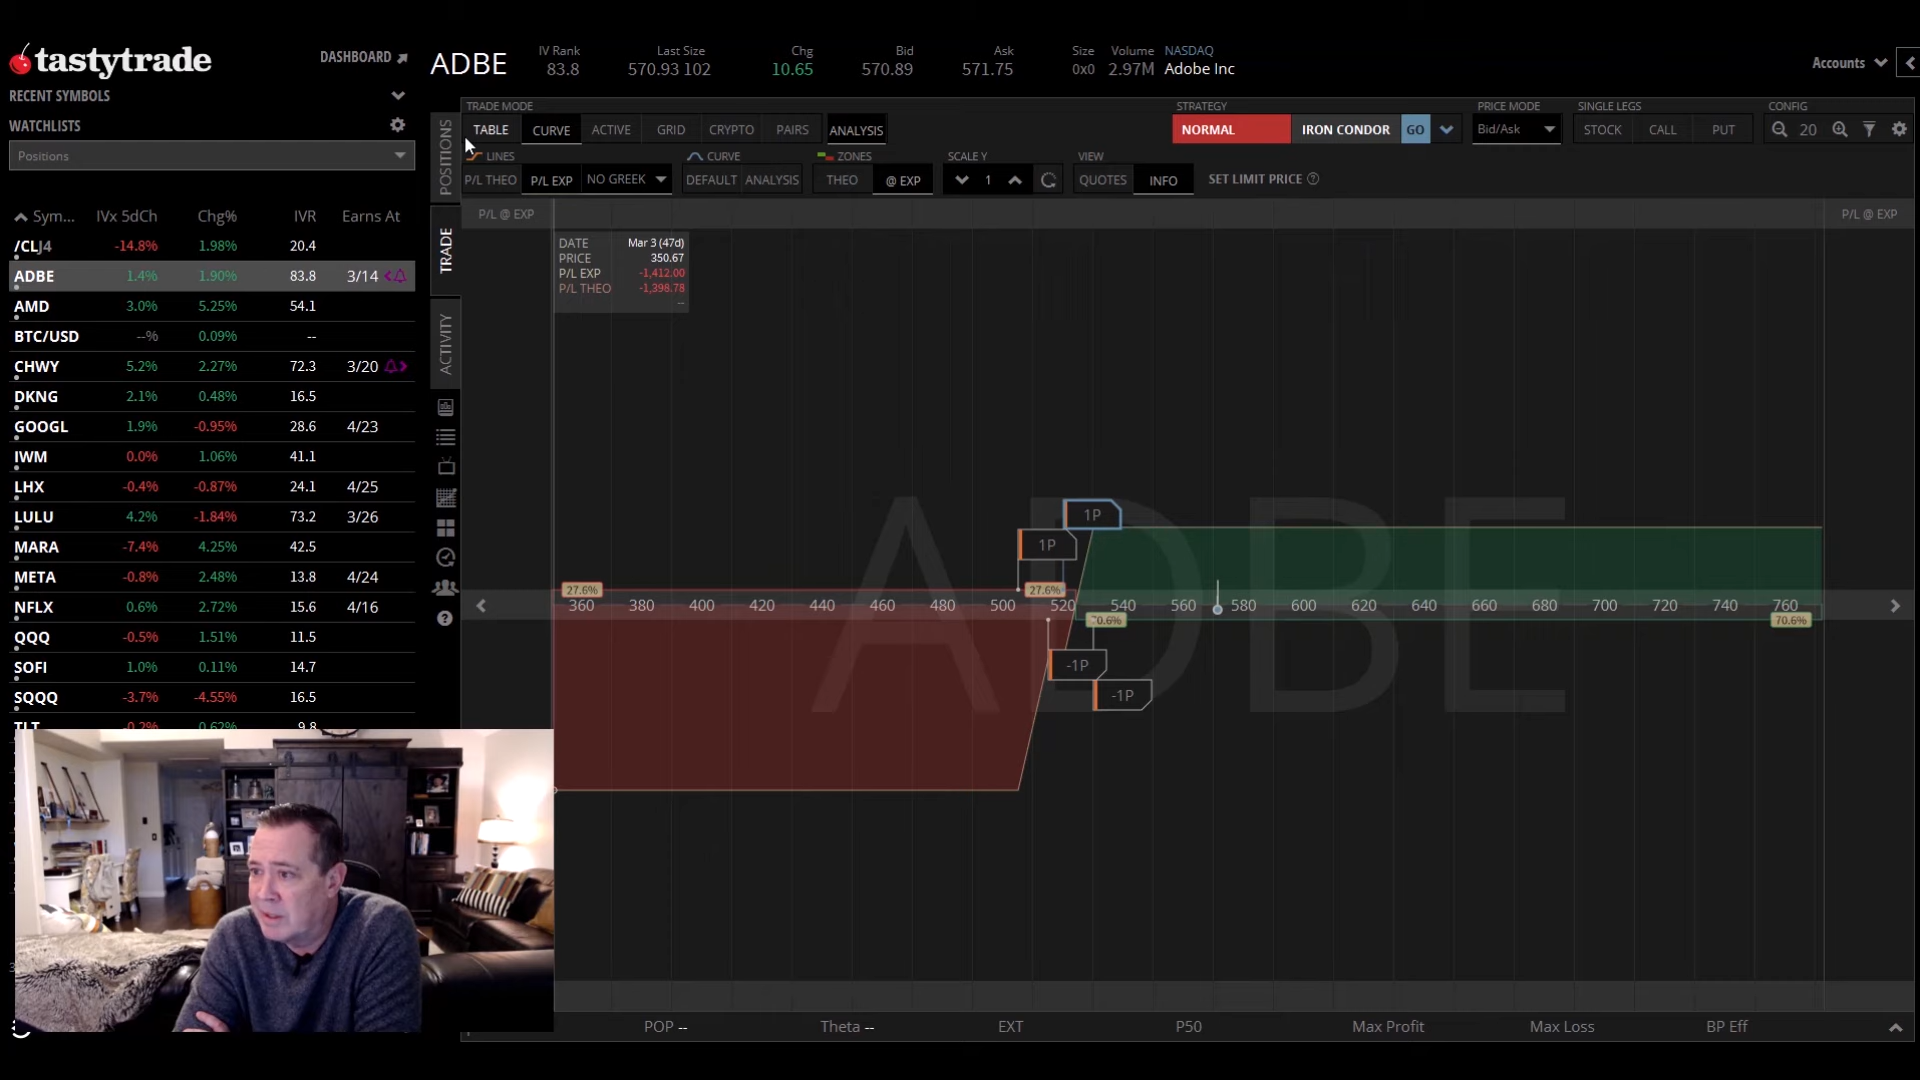 tastytrade
DASHBOARD
RECENT SYMBOLS
WATCHLISTS
Positions
Sym... IVx 5dCh Chg% IVR Earns At
/CLJ4 -14.8% 1.98% 20.4
ADBE 1.4% 1.90% 83.8 3/14
AMD 3.0% 5.25% 54.1
BTC/USD --% 0.09% --
CHWY 5.2% 2.27% 72.3 3/20
DKNG 2.1% 0.48% 16.5
GOOGL 1.9% -0.95% 28.6 4/23
IWM 0.0% 1.06% 41.1
LHX -0.4% -0.87% 24.1 4/25
LULU 4.2% -1.84% 73.2 3/26
MARA -7.4% 4.25% 42.5
META -0.8% 2.48% 13.8 4/24
NFLX 0.6% 2.72% 15.6 4/16
QQQ -0.5% 1.51% 11.5
SOFI 1.0% 0.11% 14.7
SQQQ -3.7% -4.55% 16.5
TLT -0.2% 0.62% 9.8
ADBE
IV Rank Last Size Chg Bid Ask Size Volume NASDAQ
83.8 570.93 102 10.65 570.89 571.75 0x0 2.97M Adobe Inc
Accounts
POSITIONS
TRADE
ACTIVITY
TRADE MODE STRATEGY PRICE MODE SINGLE LEGS CONFIG
TABLE CURVE ACTIVE GRID CRYPTO PAIRS ANALYSIS NORMAL IRON CONDOR GO Bid/Ask STOCK CALL PUT 20
LINES CURVE ZONES SCALE Y VIEW
P/L THEO P/L EXP NO GREEK DEFAULT ANALYSIS THEO @ EXP 1 QUOTES INFO SET LIMIT PRICE
P/L @ EXP P/L @ EXP
DATE Mar 3 (47d)
PRICE 350.67
P/L EXP -1,412.00
P/L THEO -1,398.78
--
ADBE
1P
1P
27.6% 27.6%
360 380 400 420 440 460 480 500 520 540 560 580 600 620 640 660 680 700 720 740 760
70.6% 70.6%
-1P
-1P
POP -- Theta -- EXT P50 Max Profit Max Loss BP Eff